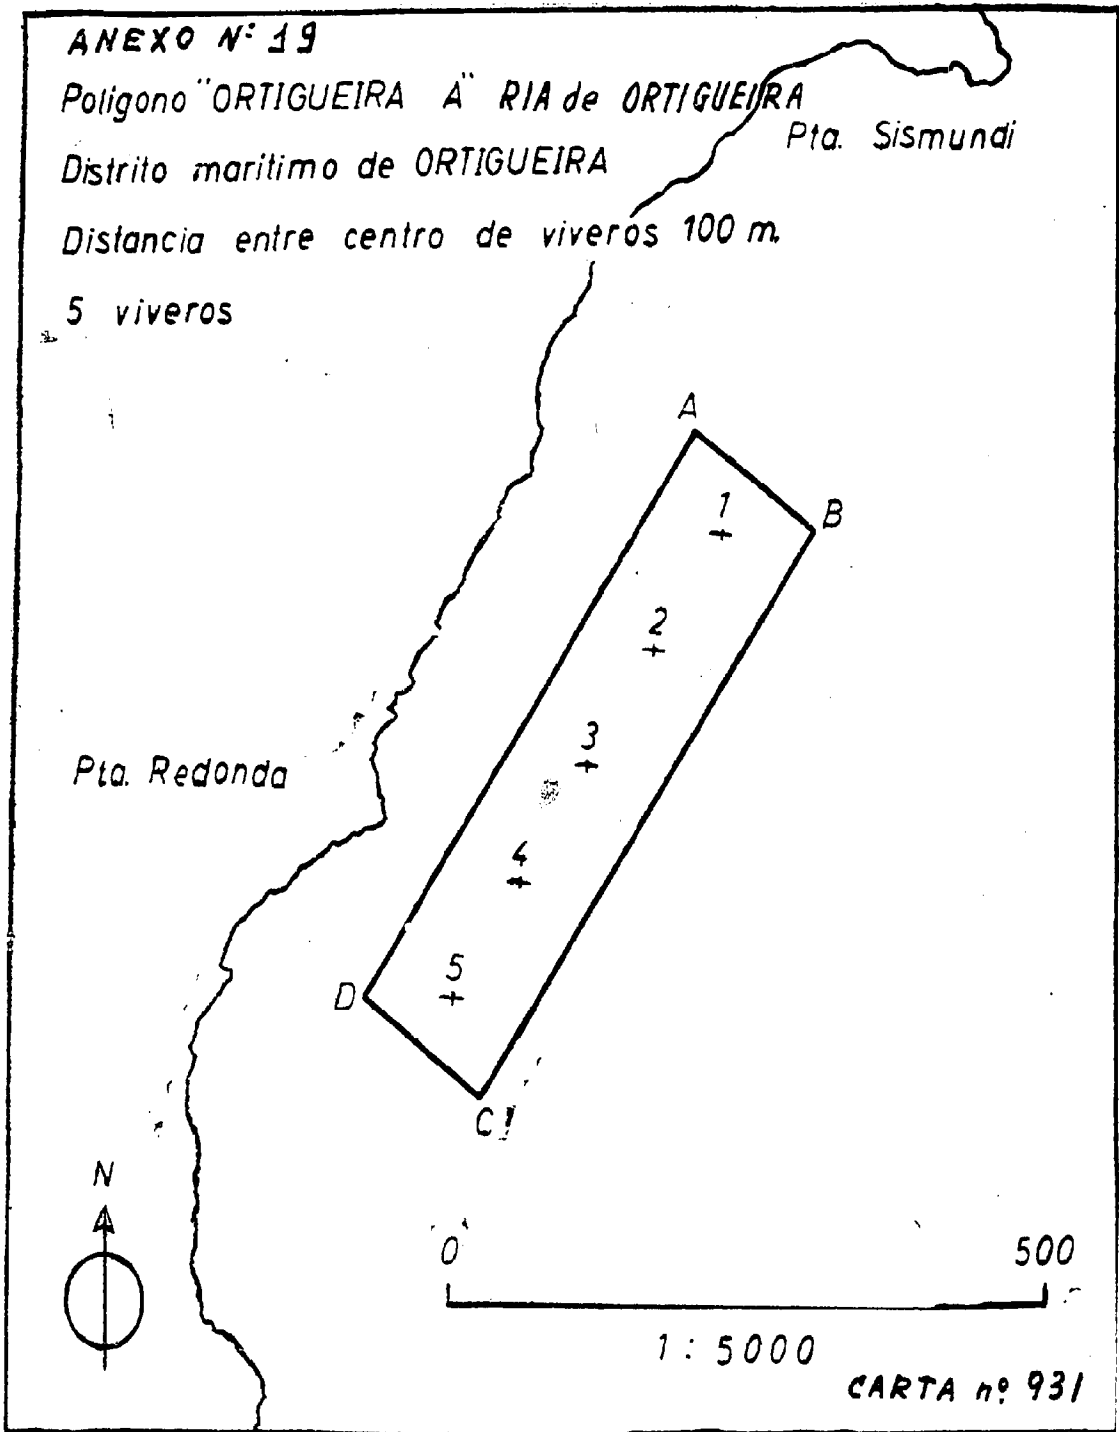 ANEXO Nº 19
Poligono "ORTIGUEIRA A" RIA de ORTIGUEIRA
Pta. Sismundi
Distrito maritimo de ORTIGUEIRA
Distancia entre centro de viveros 100 m.
5 viveros
A
B
1
2
3
Pta. Redonda
4
5
D
C
N
0
500
1 : 5000
CARTA nº 931